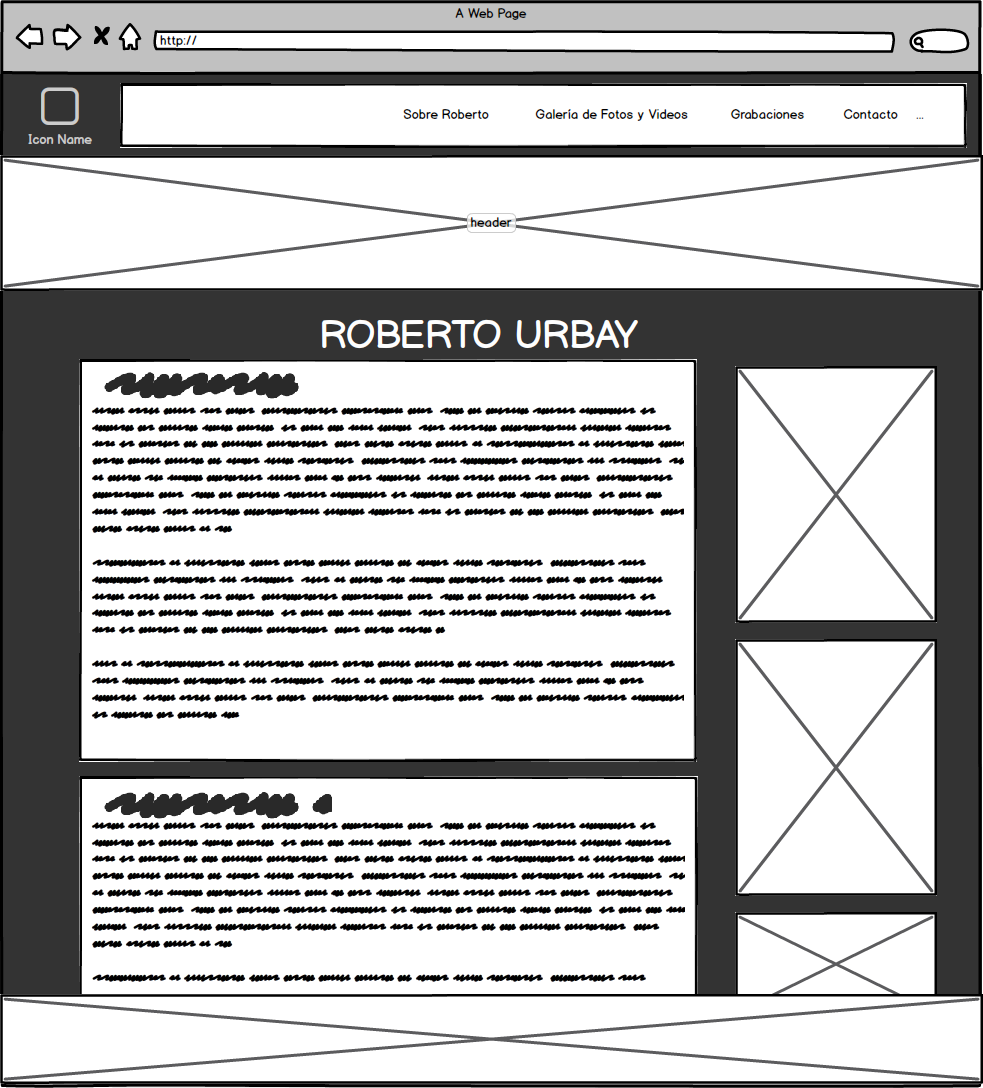 A Web Page
http://
Icon Name
Sobre Roberto Galería de Fotos y Videos Grabaciones Contacto ...
header
ROBERTO URBAY